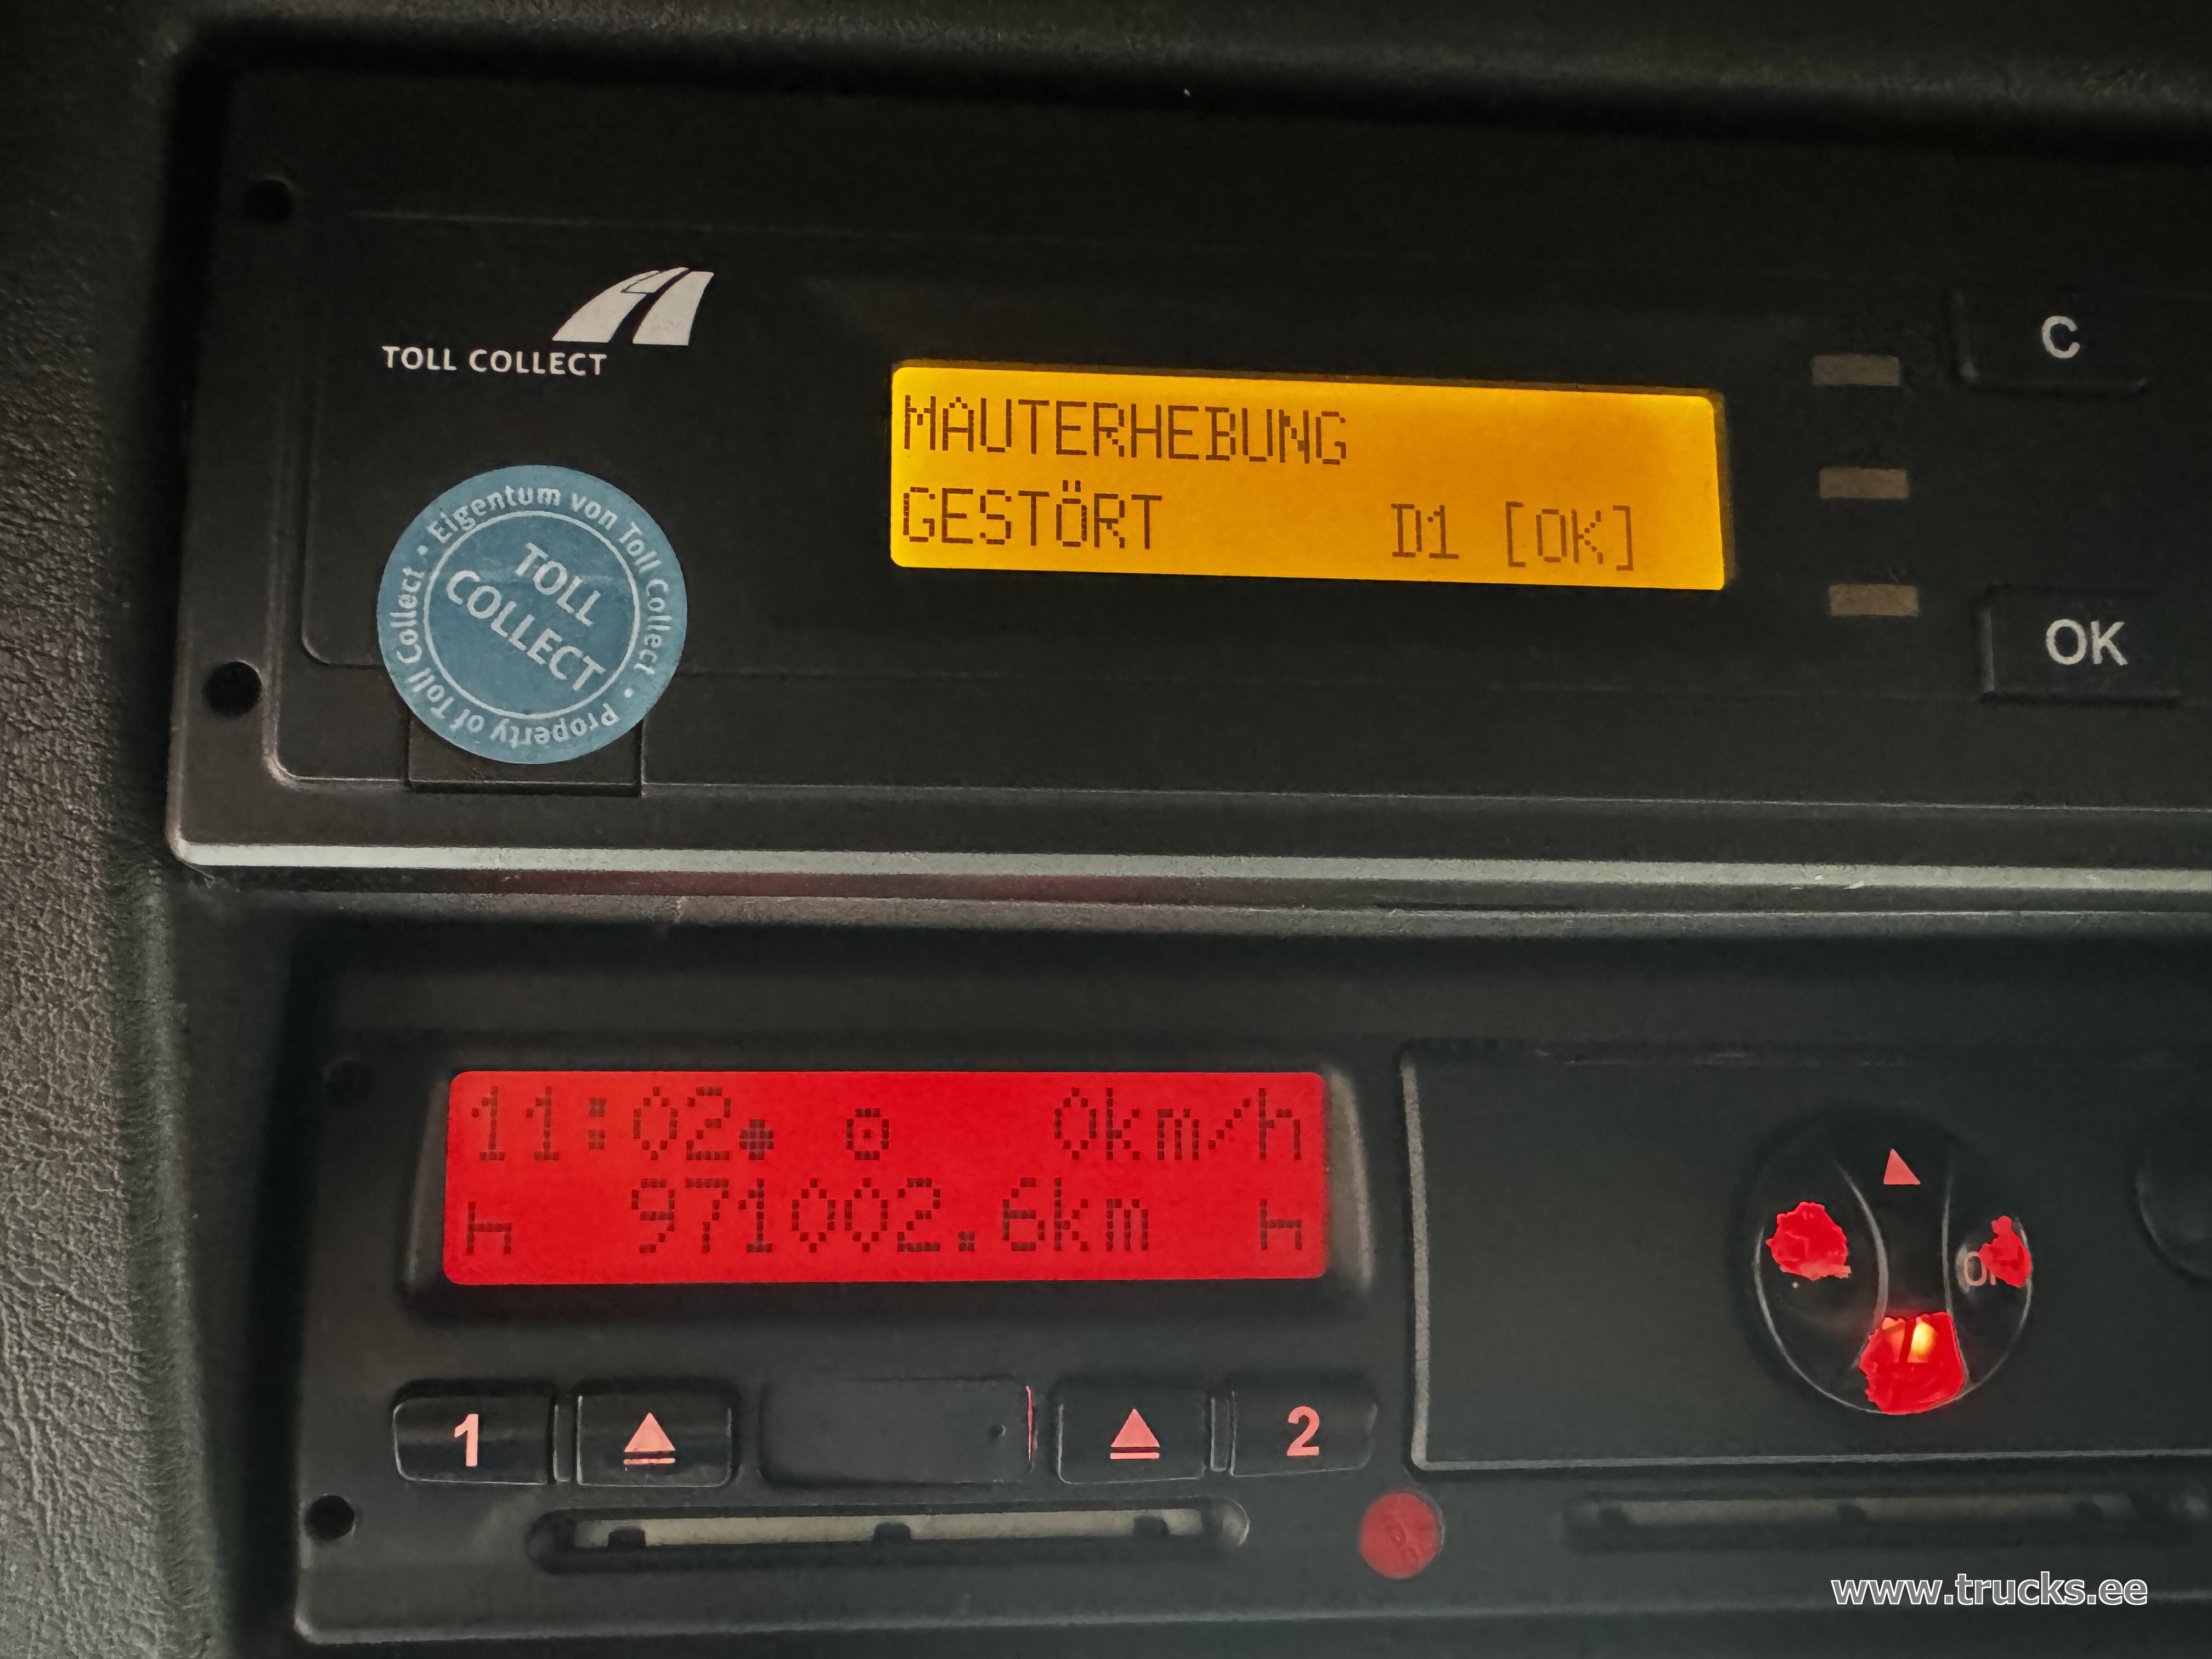 TOLL COLLECT
MAUTERHEBUNG
GESTÖRT D1 [OK]
C
OK
Eigentum von Toll Collect • Property of Toll Collect •
TOLL
COLLECT
11:02 0km/h
971002.6km
1
2
www.trucks.ee